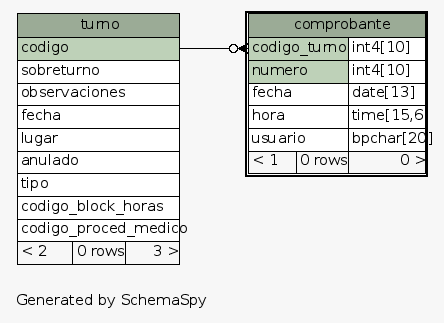 turno
codigo
sobreturno
observaciones
fecha
lugar
anulado
tipo
codigo_block_horas
codigo_proced_medico
< 2 0 rows 3 >
comprobante
codigo_turno int4[10]
numero int4[10]
fecha date[13]
hora time[15,6
usuario bpchar[20]
< 1 0 rows 0 >
Generated by SchemaSpy